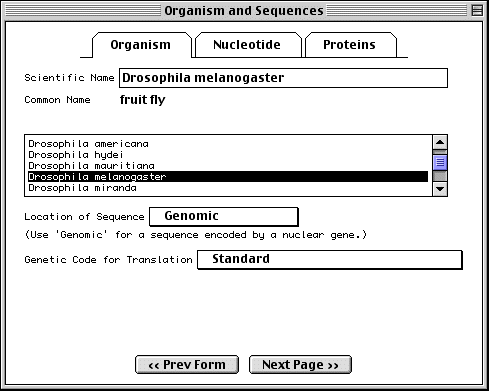 Organism and Sequences
Organism Nucleotide Proteins
Scientific Name Drosophila melanogaster
Common Name fruit fly
Drosophila americana
Drosophila hydei
Drosophila mauritiana
Drosophila melanogaster
Drosophila miranda
Location of Sequence Genomic
(Use 'Genomic' for a sequence encoded by a nuclear gene.)
Genetic Code for Translation Standard
<< Prev Form Next Page >>